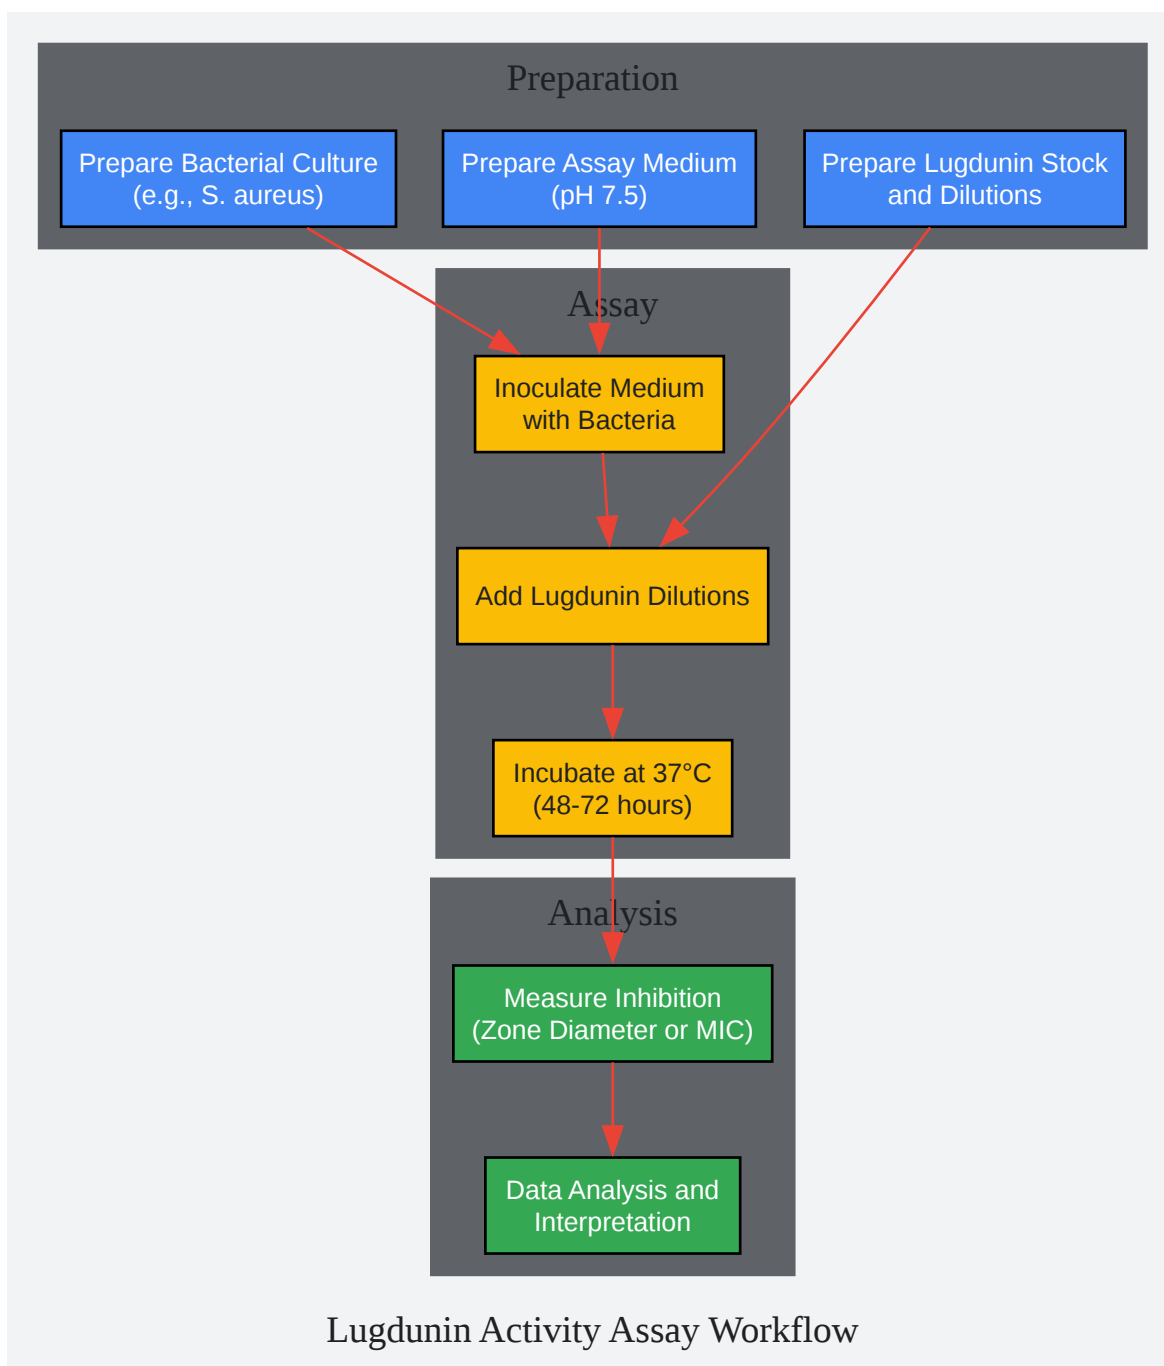 Preparation
Prepare Bacterial Culture
(e.g., S. aureus)
Prepare Assay Medium
(pH 7.5)
Prepare Lugdunin Stock
and Dilutions
Assay
Inoculate Medium
with Bacteria
Add Lugdunin Dilutions
Incubate at 37°C
(48-72 hours)
Analysis
Measure Inhibition
(Zone Diameter or MIC)
Data Analysis and
Interpretation
Lugdunin Activity Assay Workflow